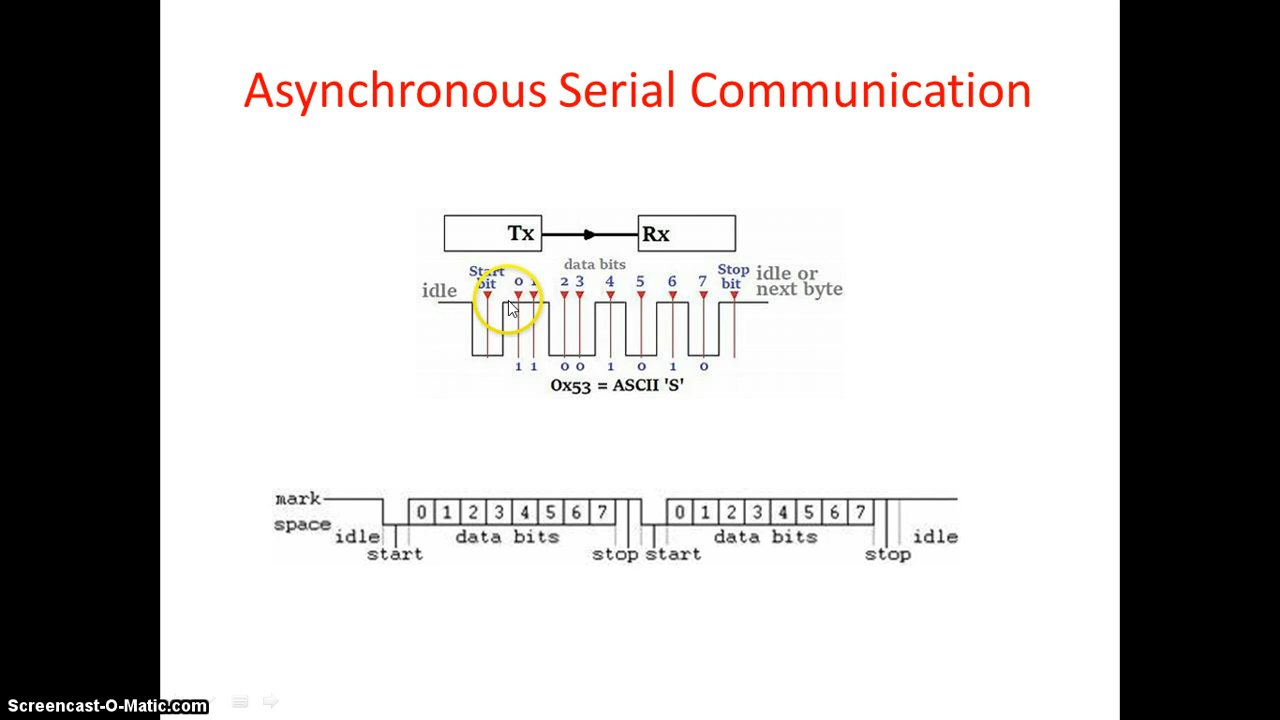 Asynchronous Serial Communication
Tx Rx
data bits
Start bit 0 1 2 3 4 5 6 7 Stop bit
idle
idle or next byte
1 1 0 0 1 0 1 0
0x53 = ASCII 'S'
mark
0 1 2 3 4 5 6 7 0 1 2 3 4 5 6 7
space
idle data bits data bits idle
start stop start stop
Screencast-O-Matic.com